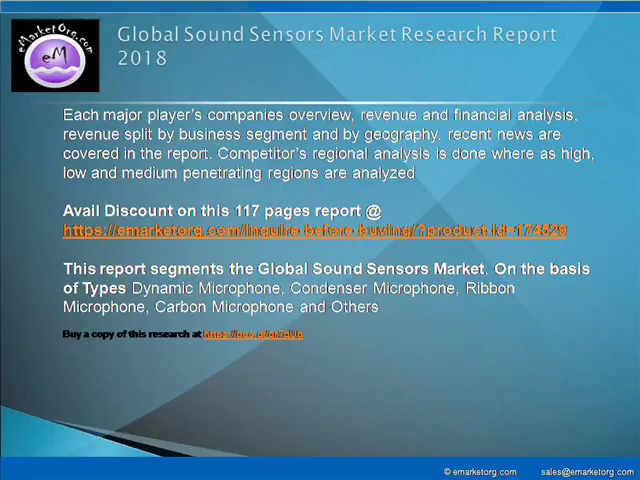 eMarketOrg.com
eM
Global Sound Sensors Market Research Report
2018
Each major player's companies overview, revenue and financial analysis,
revenue split by business segment and by geography, recent news are
covered in the report. Competitor's regional analysis is done where as high,
low and medium penetrating regions are analyzed
Avail Discount on this 117 pages report @
https://emarketorg.com/inquire-before-buying/?product-id=174529
This report segments the Global Sound Sensors Market. On the basis
of Types Dynamic Microphone, Condenser Microphone, Ribbon
Microphone, Carbon Microphone and Others
Buy a copy of this research at
© emarketorg.com
sales@emarketorg.com